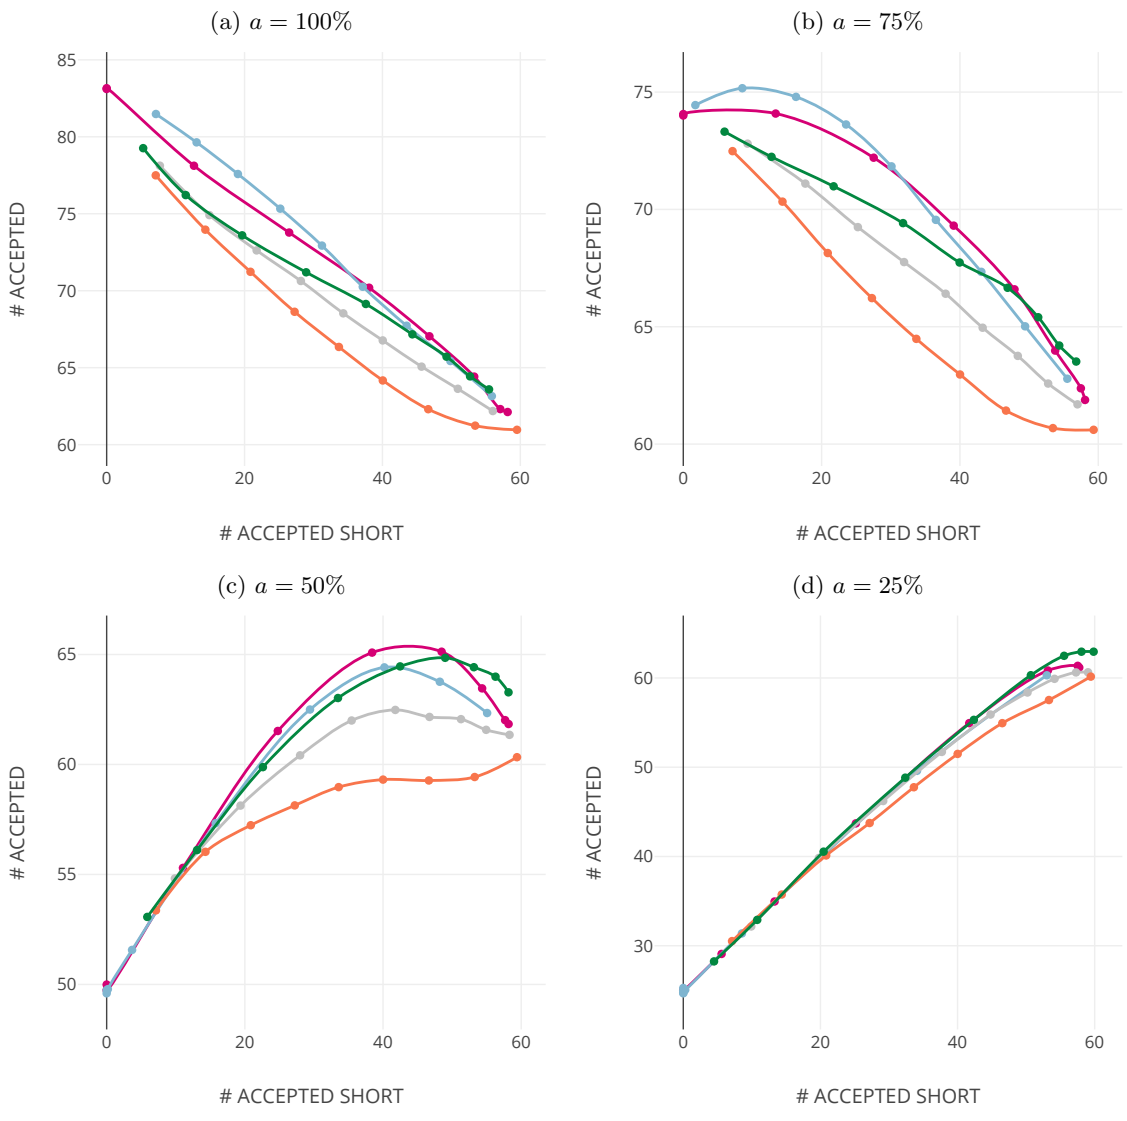 (a) a = 100%
85
80
75
70
65
60
0 20 40 60
# ACCEPTED
# ACCEPTED SHORT
(b) a = 75%
75
70
65
60
0 20 40 60
# ACCEPTED
# ACCEPTED SHORT
(c) a = 50%
65
60
55
50
0 20 40 60
# ACCEPTED
# ACCEPTED SHORT
(d) a = 25%
60
50
40
30
0 20 40 60
# ACCEPTED
# ACCEPTED SHORT